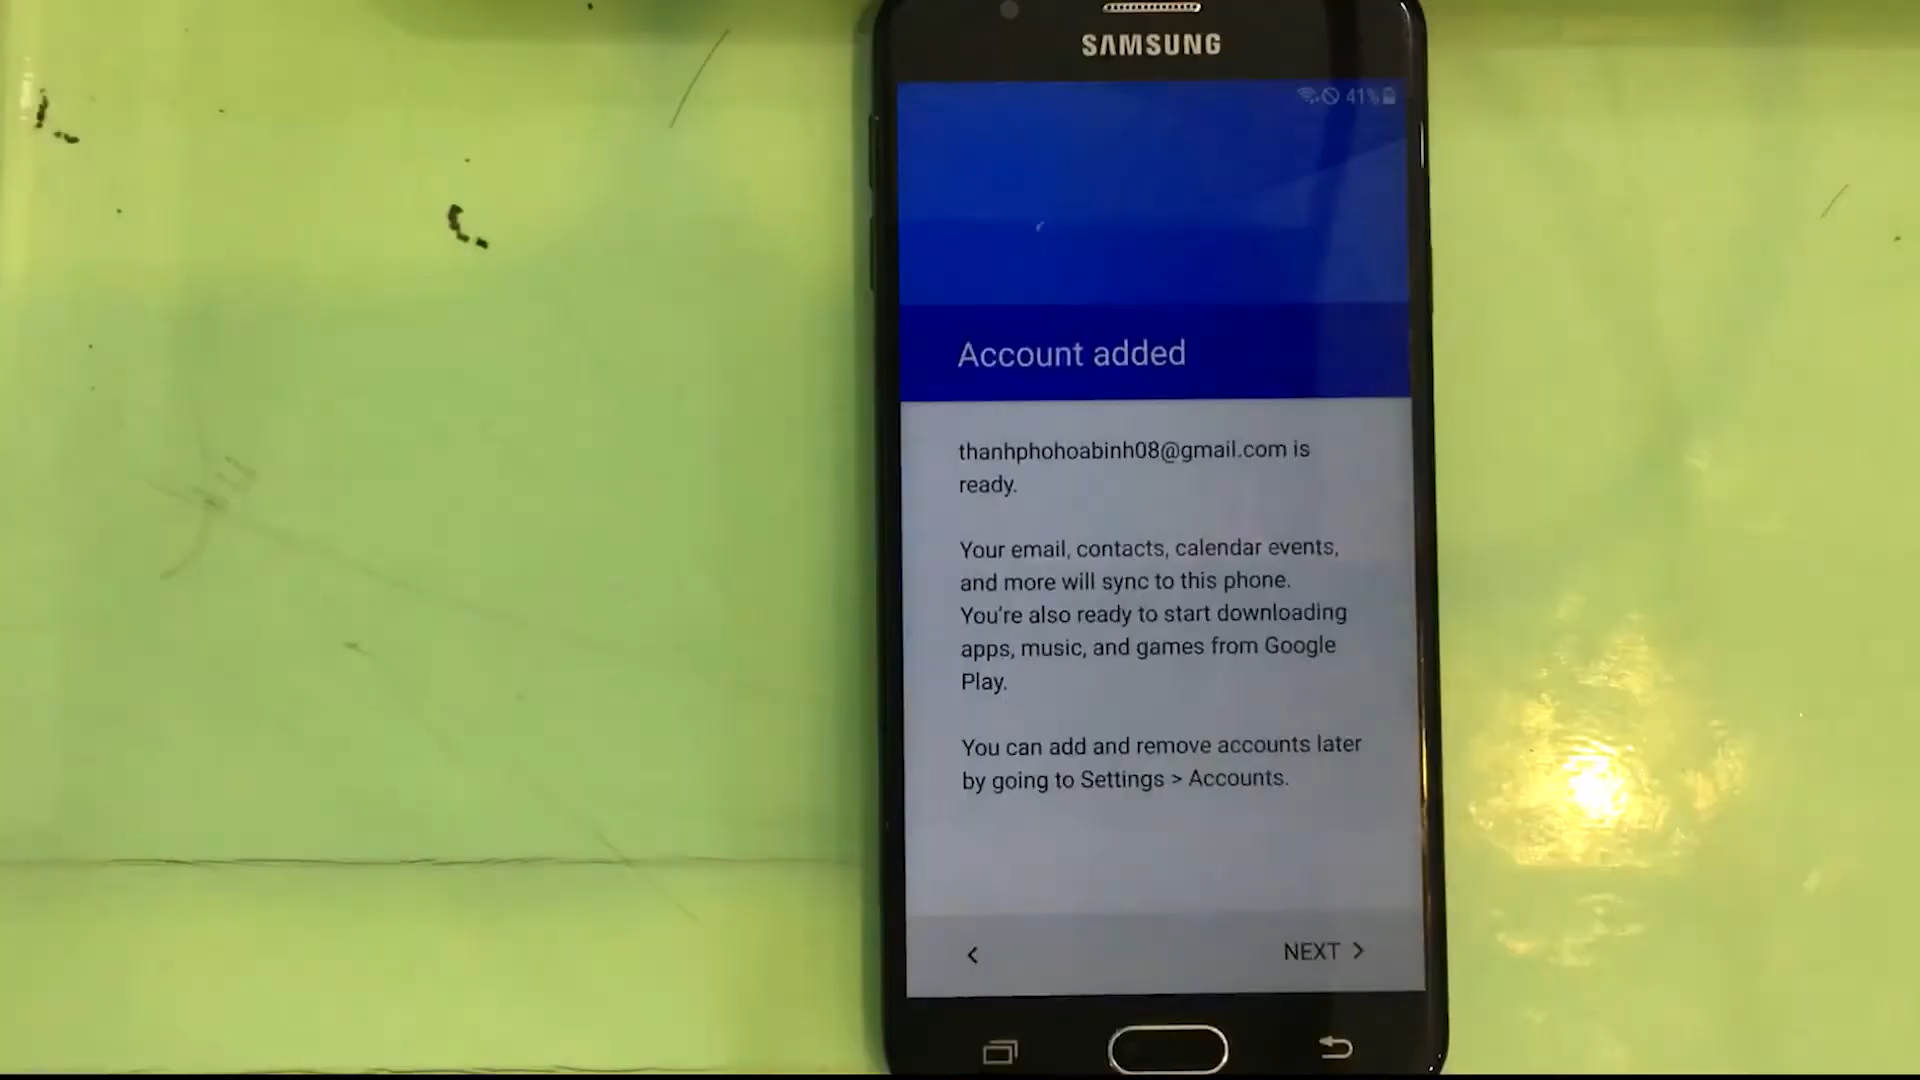 SAMSUNG
41%
Account added
thanhphohoabinh08@gmail.com is
ready.
Your email, contacts, calendar events,
and more will sync to this phone.
You're also ready to start downloading
apps, music, and games from Google
Play.
You can add and remove accounts later
by going to Settings > Accounts.
< NEXT >